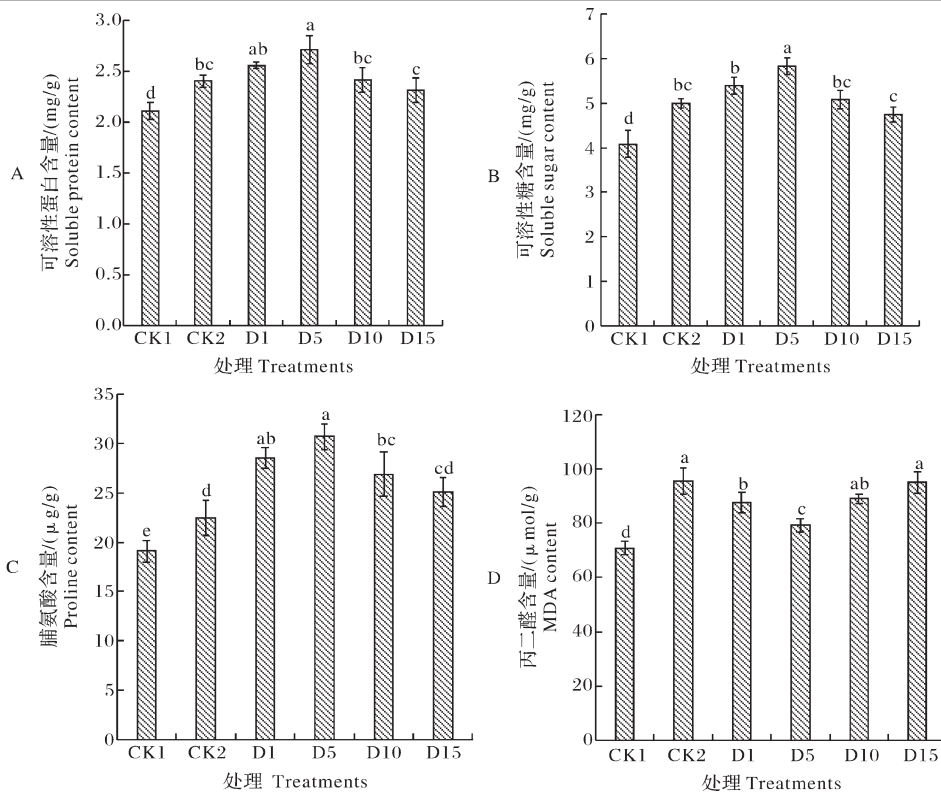 A
可溶性蛋白含量/(mg/g)
Soluble protein content
3.0
2.5
2.0
1.5
1.0
0.5
0.0
d
bc
ab
a
bc
c
CK1 CK2 D1 D5 D10 D15
处理 Treatments
B
可溶性糖含量/(mg/g)
Soluble sugar content
7
6
5
4
3
2
1
0
d
bc
b
a
bc
c
CK1 CK2 D1 D5 D10 D15
处理 Treatments
C
脯氨酸含量/(μg/g)
Proline content
35
30
25
20
15
10
5
0
e
d
ab
a
bc
cd
CK1 CK2 D1 D5 D10 D15
处理 Treatments
D
丙二醛含量/(μmol/g)
MDA content
120
100
80
60
40
20
0
d
a
b
c
ab
a
CK1 CK2 D1 D5 D10 D15
处理 Treatments